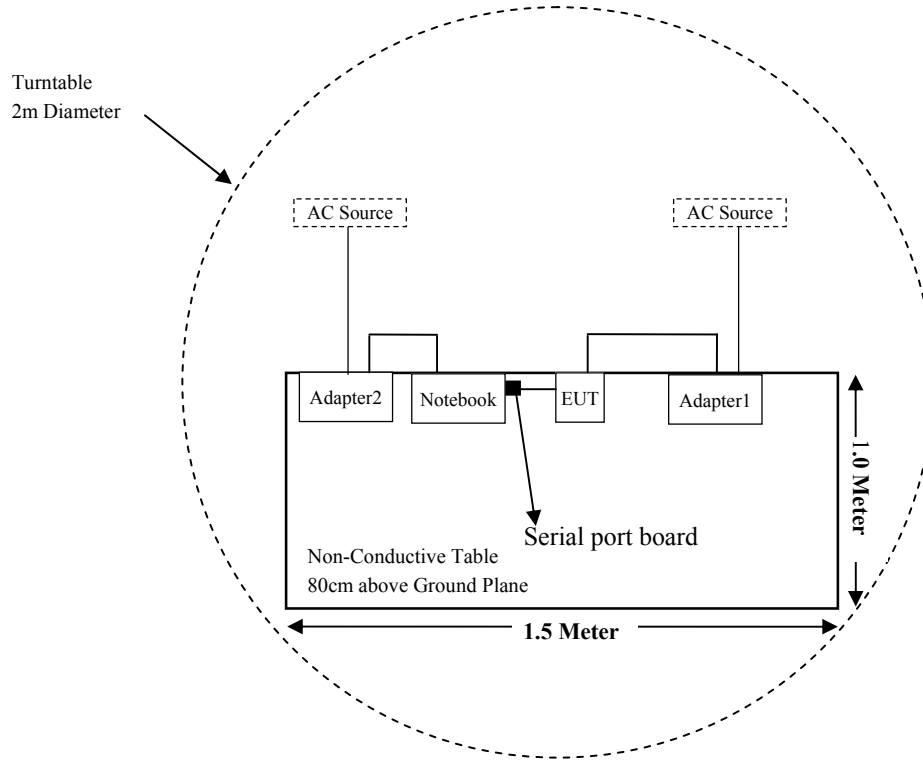 Turntable
2m Diameter
AC Source
AC Source
Adapter2
Notebook
EUT
Adapter1
1.0 Meter
Serial port board
Non-Conductive Table
80cm above Ground Plane
1.5 Meter